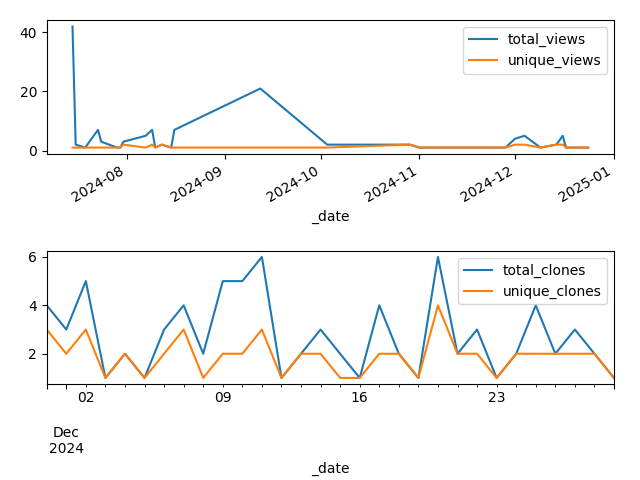 40
20
0
total_views
unique_views
2024-08
2024-09
2024-10
2024-11
2024-12
2025-01
_date
6
4
2
total_clones
unique_clones
02
09
16
23
Dec
2024
_date